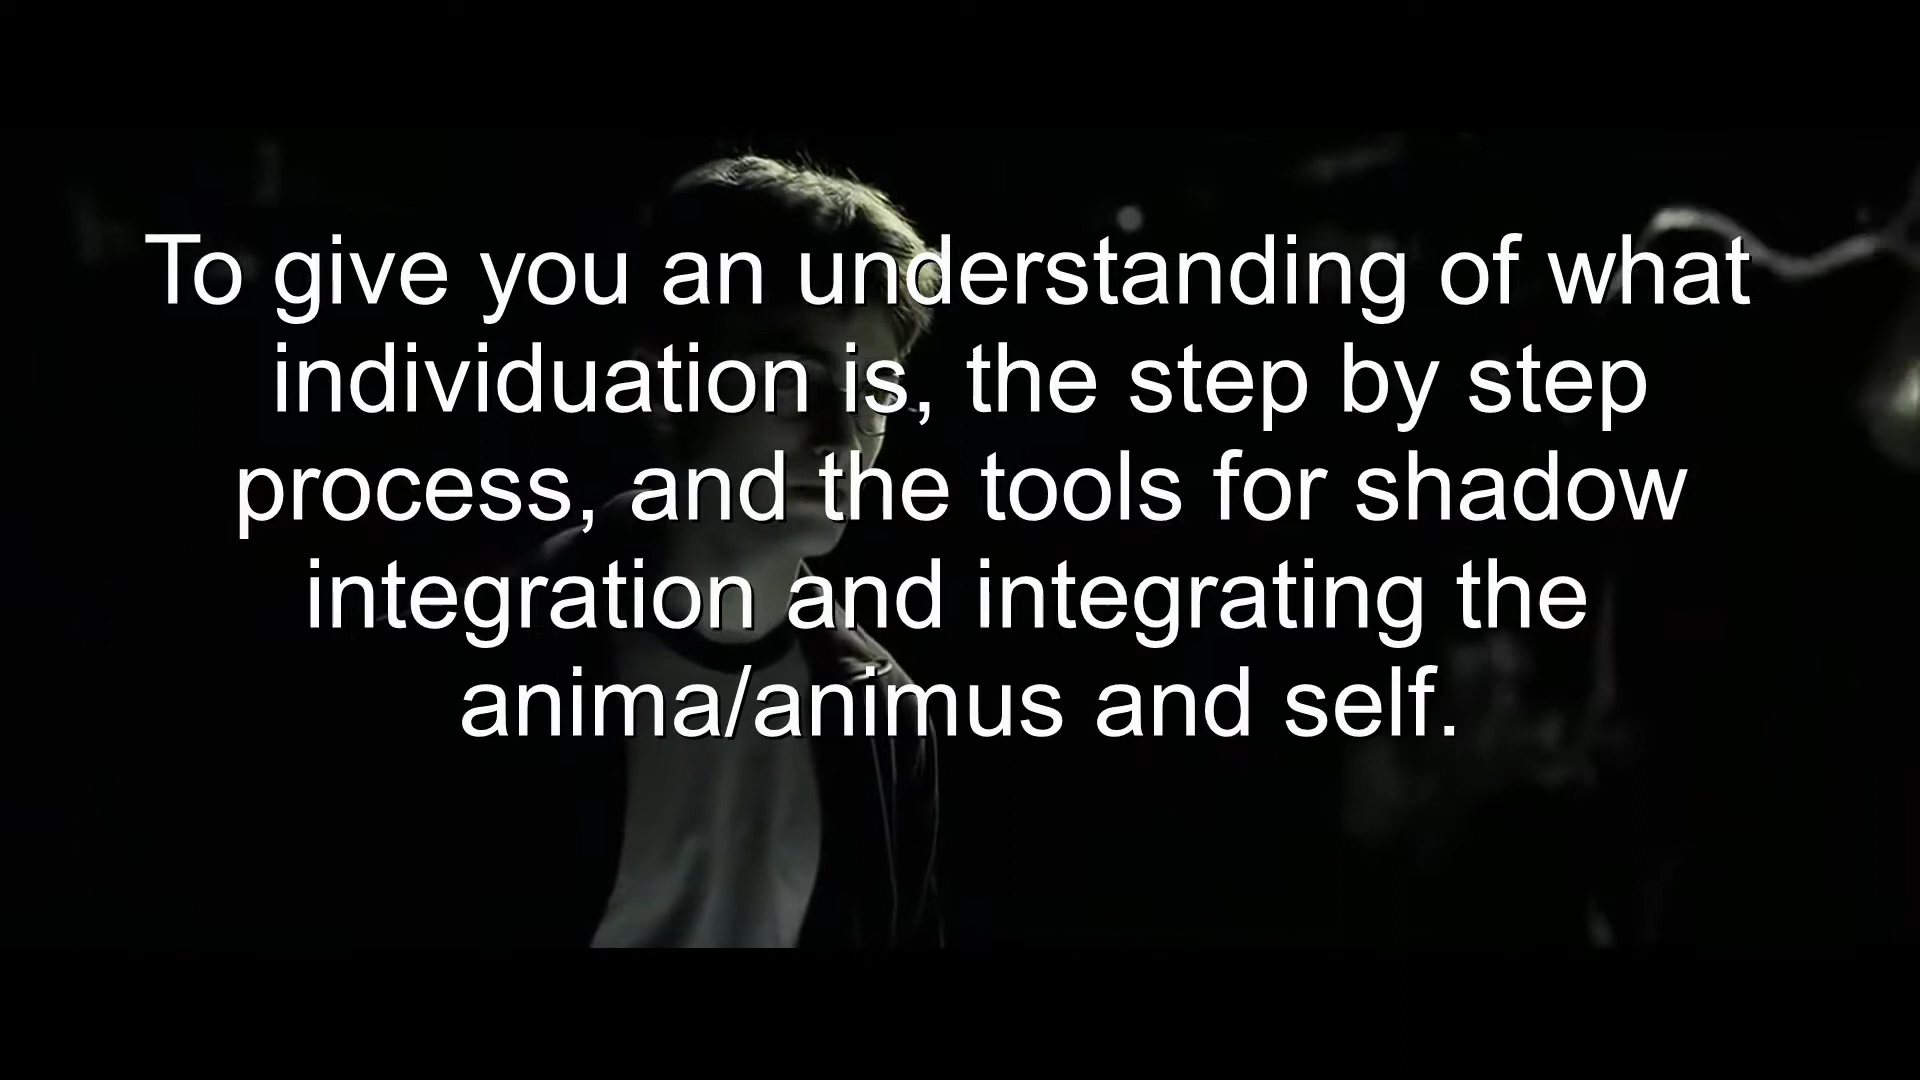 To give you an understanding of what
individuation is, the step by step
process, and the tools for shadow
integration and integrating the
anima/animus and self.